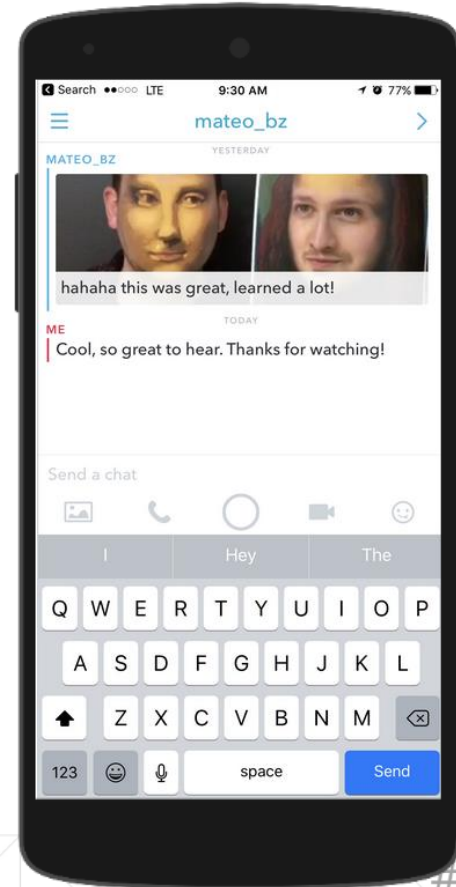 Search LTE 9:30 AM 77%
mateo_bz
YESTERDAY
MATEO_BZ
hahaha this was great, learned a lot!
TODAY
ME
Cool, so great to hear. Thanks for watching!
Send a chat
I Hey The
Q W E R T Y U I O P
A S D F G H J K L
Z X C V B N M
123 space Send
#